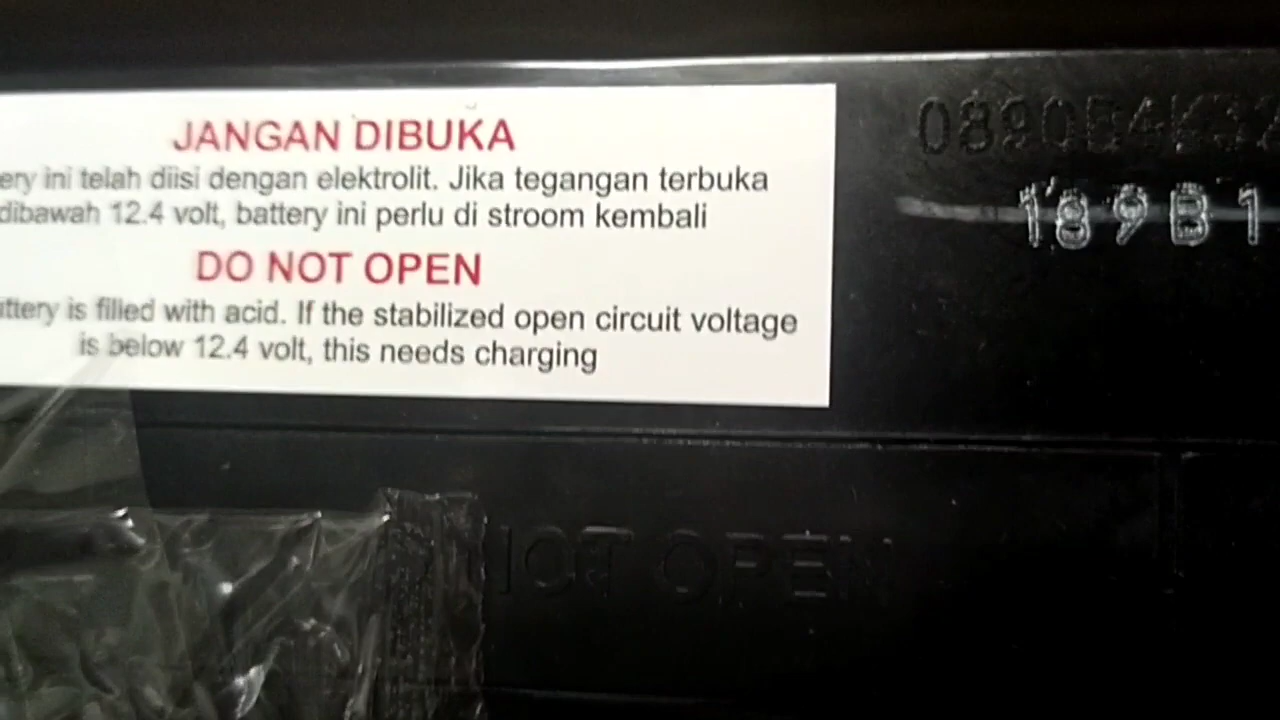 JANGAN DIBUKA
ery ini telah diisi dengan elektrolit. Jika tegangan terbuka
dibawah 12.4 volt, battery ini perlu di stroom kembali
DO NOT OPEN
ttery is filled with acid. If the stabilized open circuit voltage
is below 12.4 volt, this needs charging
189B1
NOT OPEN